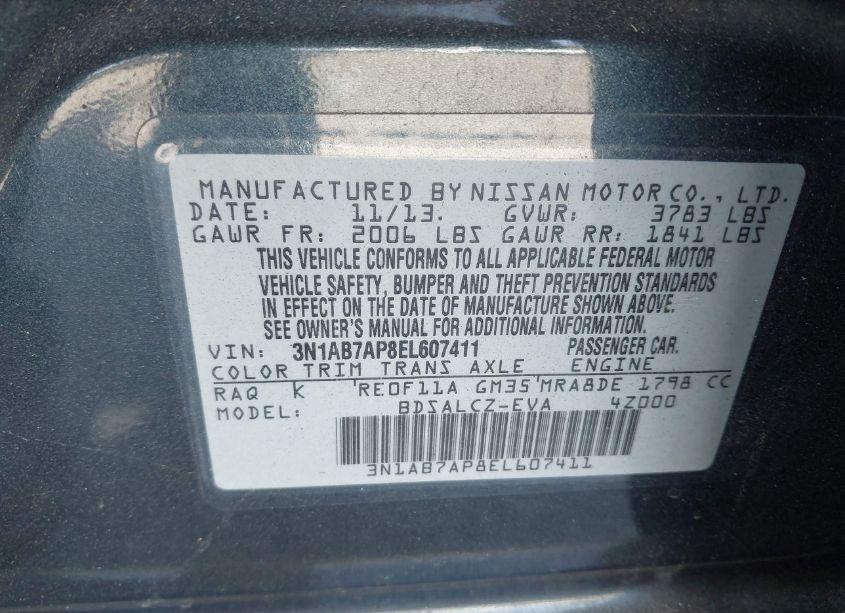 MANUFACTURED BY NISSAN MOTOR CO., LTD.
DATE: 11/13. GVWR: 3783 LBS
GAWR FR: 2006 LBS GAWR RR: 1841 LBS
THIS VEHICLE CONFORMS TO ALL APPLICABLE FEDERAL MOTOR
VEHICLE SAFETY, BUMPER AND THEFT PREVENTION STANDARDS
IN EFFECT ON THE DATE OF MANUFACTURE SHOWN ABOVE.
SEE OWNER'S MANUAL FOR ADDITIONAL INFORMATION.
VIN: 3N1AB7AP8EL607411 PASSENGER CAR.
COLOR TRIM TRANS AXLE ENGINE
RAQ K RE0F11A GM35 MRA8DE 1798 CC
MODEL: BDSALCZ-EVA 4Z000
3N1AB7AP8EL607411